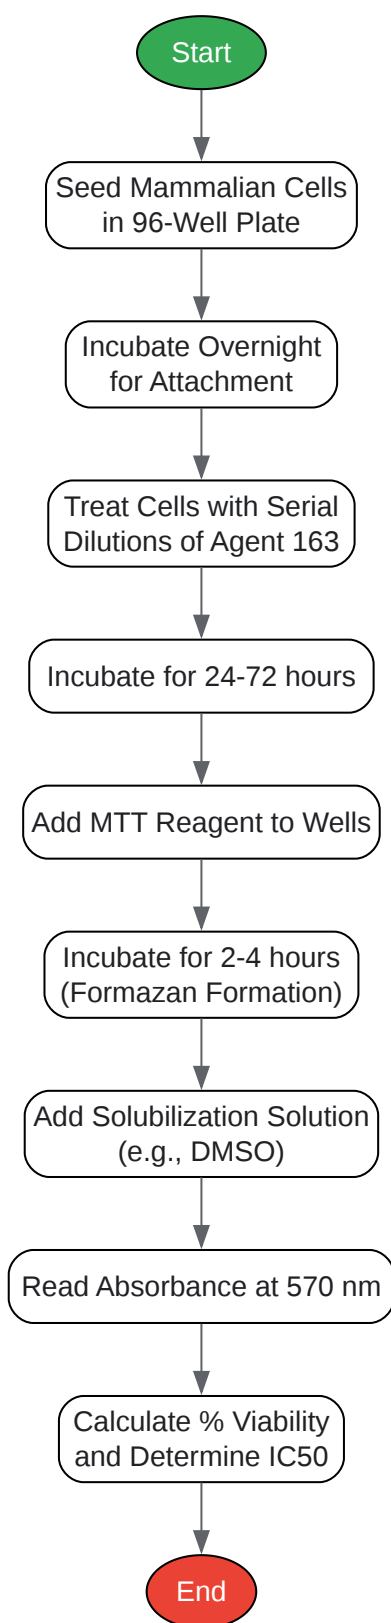 Start
Seed Mammalian Cells
in 96-Well Plate
Incubate Overnight
for Attachment
Treat Cells with Serial
Dilutions of Agent 163
Incubate for 24-72 hours
Add MTT Reagent to Wells
Incubate for 2-4 hours
(Formazan Formation)
Add Solubilization Solution
(e.g., DMSO)
Read Absorbance at 570 nm
Calculate % Viability
and Determine IC50
End